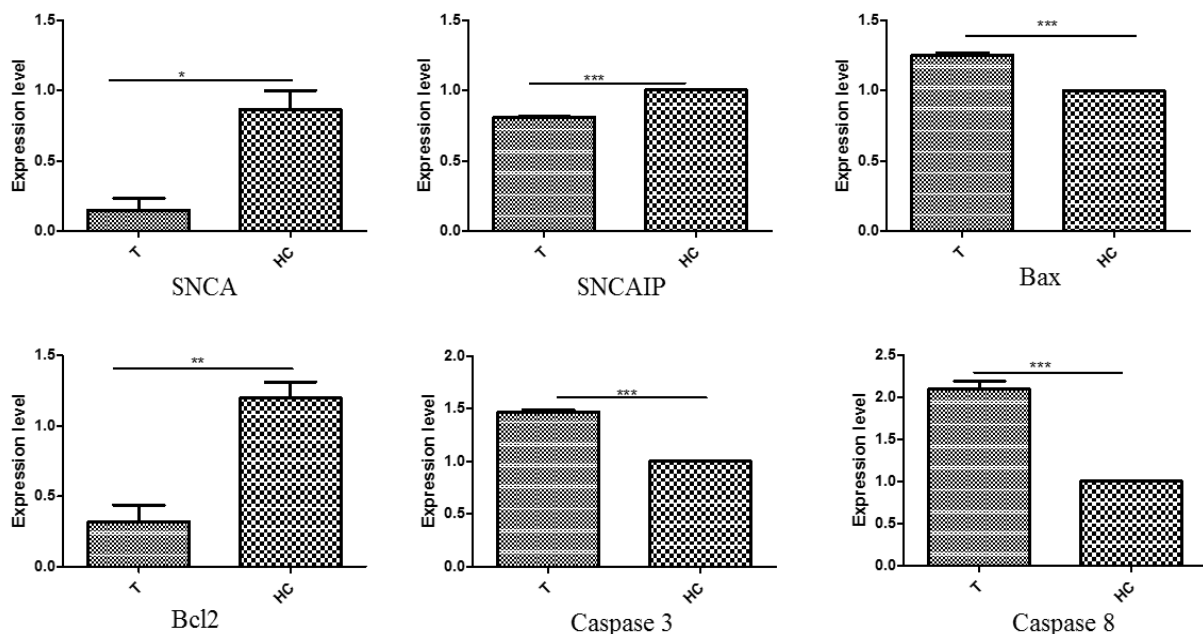 1.5
1.0
0.5
0.0
Expression level
*
T
HC
SNCA
1.5
1.0
0.5
0.0
Expression level
***
T
HC
SNCAIP
1.5
1.0
0.5
0.0
Expression level
***
T
HC
Bax
1.5
1.0
0.5
0.0
Expression level
**
T
HC
Bcl2
2.0
1.5
1.0
0.5
0.0
Expression level
***
T
HC
Caspase 3
2.5
2.0
1.5
1.0
0.5
0.0
Expression level
***
T
HC
Caspase 8